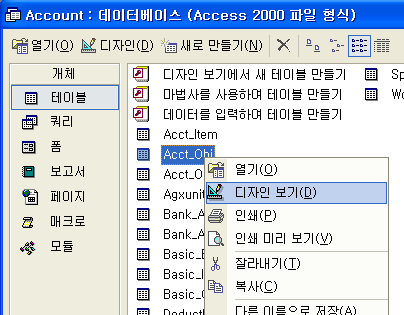 Account : 데이터베이스 (Access 2000 파일 형식)
열기(O) 디자인(D) 새로 만들기(N)
개체
테이블
쿼리
폼
보고서
페이지
매크로
모듈
디자인 보기에서 새 테이블 만들기
마법사를 사용하여 테이블 만들기
데이터를 입력하여 테이블 만들기
Acct_Item
Acct_Obj
Acct_O
Agxunit
Bank_A
Bank_A
Basic_
Basic_
Basic_
Deduct
Sp
Wo
열기(O)
디자인 보기(D)
인쇄(P)
인쇄 미리 보기(V)
잘라내기(T)
복사(C)
다른 이름으로 저장(A)